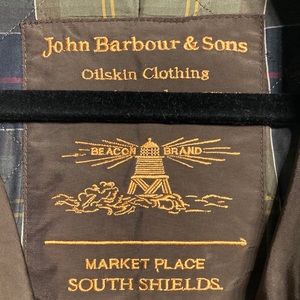 John Barbour & Sons
Oilskin Clothing
BEACON BRAND
MARKET PLACE
SOUTH SHIELDS.